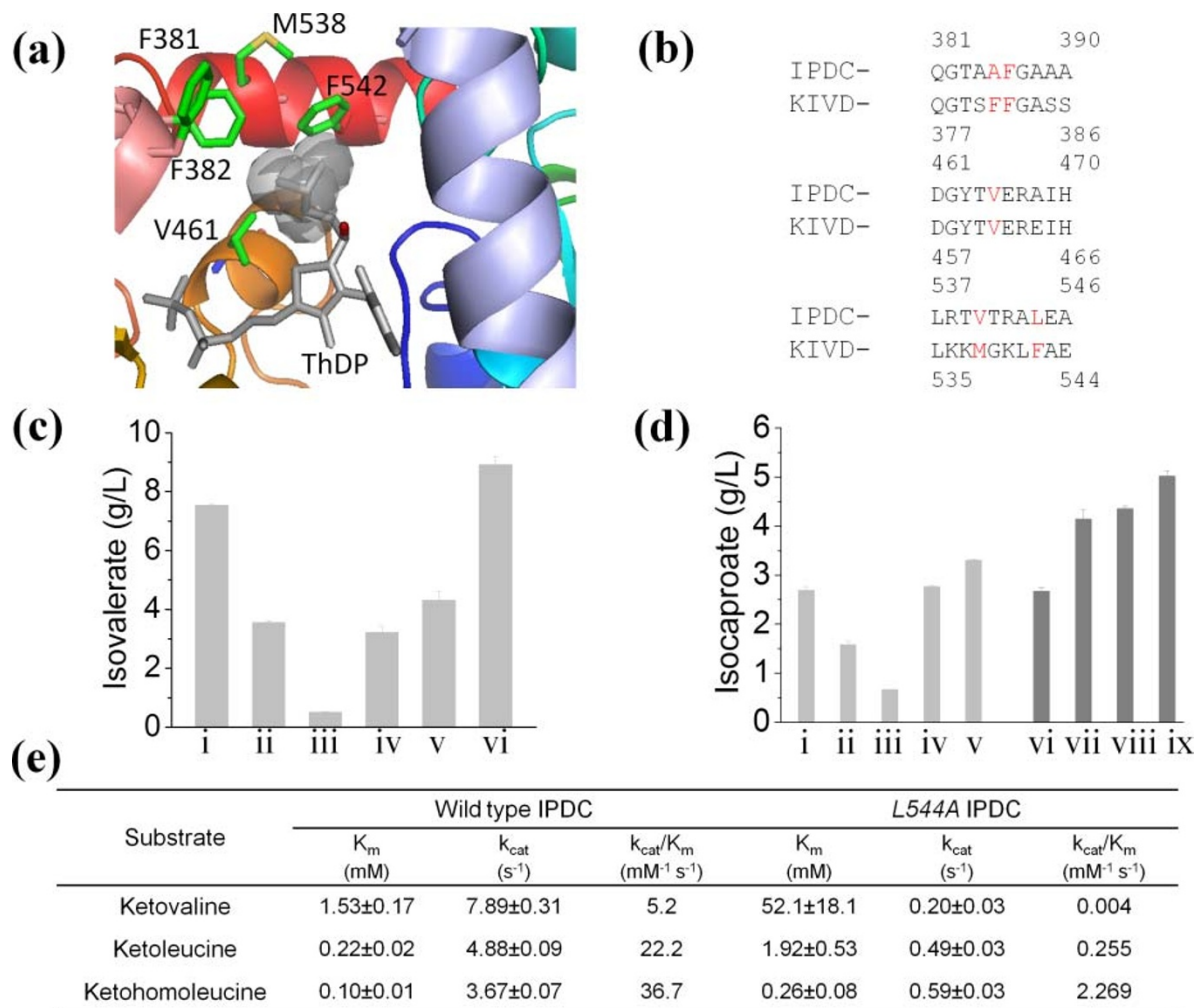 (a)
M538
F381
F542
F382
V461
ThDP
(b)
381 390
IPDC- QGTAAFGAAA
KIVD- QGTSFFGASS
377 386
461 470
IPDC- DGYTVERAIH
KIVD- DGYTVEREIH
457 466
537 546
IPDC- LRTVTRALEA
KIVD- LKKMGKLFAE
535 544
(c)
Isovalerate (g/L)
10
8
6
4
2
0
i ii iii iv v vi
(d)
Isocaproate (g/L)
6
5
4
3
2
1
0
i ii iii iv v vi vii viii ix
(e)
Substrate
Wild type IPDC L544A IPDC
Km kcat kcat/Km Km kcat kcat/Km
(mM) (s-1) (mM-1 s-1) (mM) (s-1) (mM-1 s-1)
Ketovaline 1.53±0.17 7.89±0.31 5.2 52.1±18.1 0.20±0.03 0.004
Ketoleucine 0.22±0.02 4.88±0.09 22.2 1.92±0.53 0.49±0.03 0.255
Ketohomoleucine 0.10±0.01 3.67±0.07 36.7 0.26±0.08 0.59±0.03 2.269